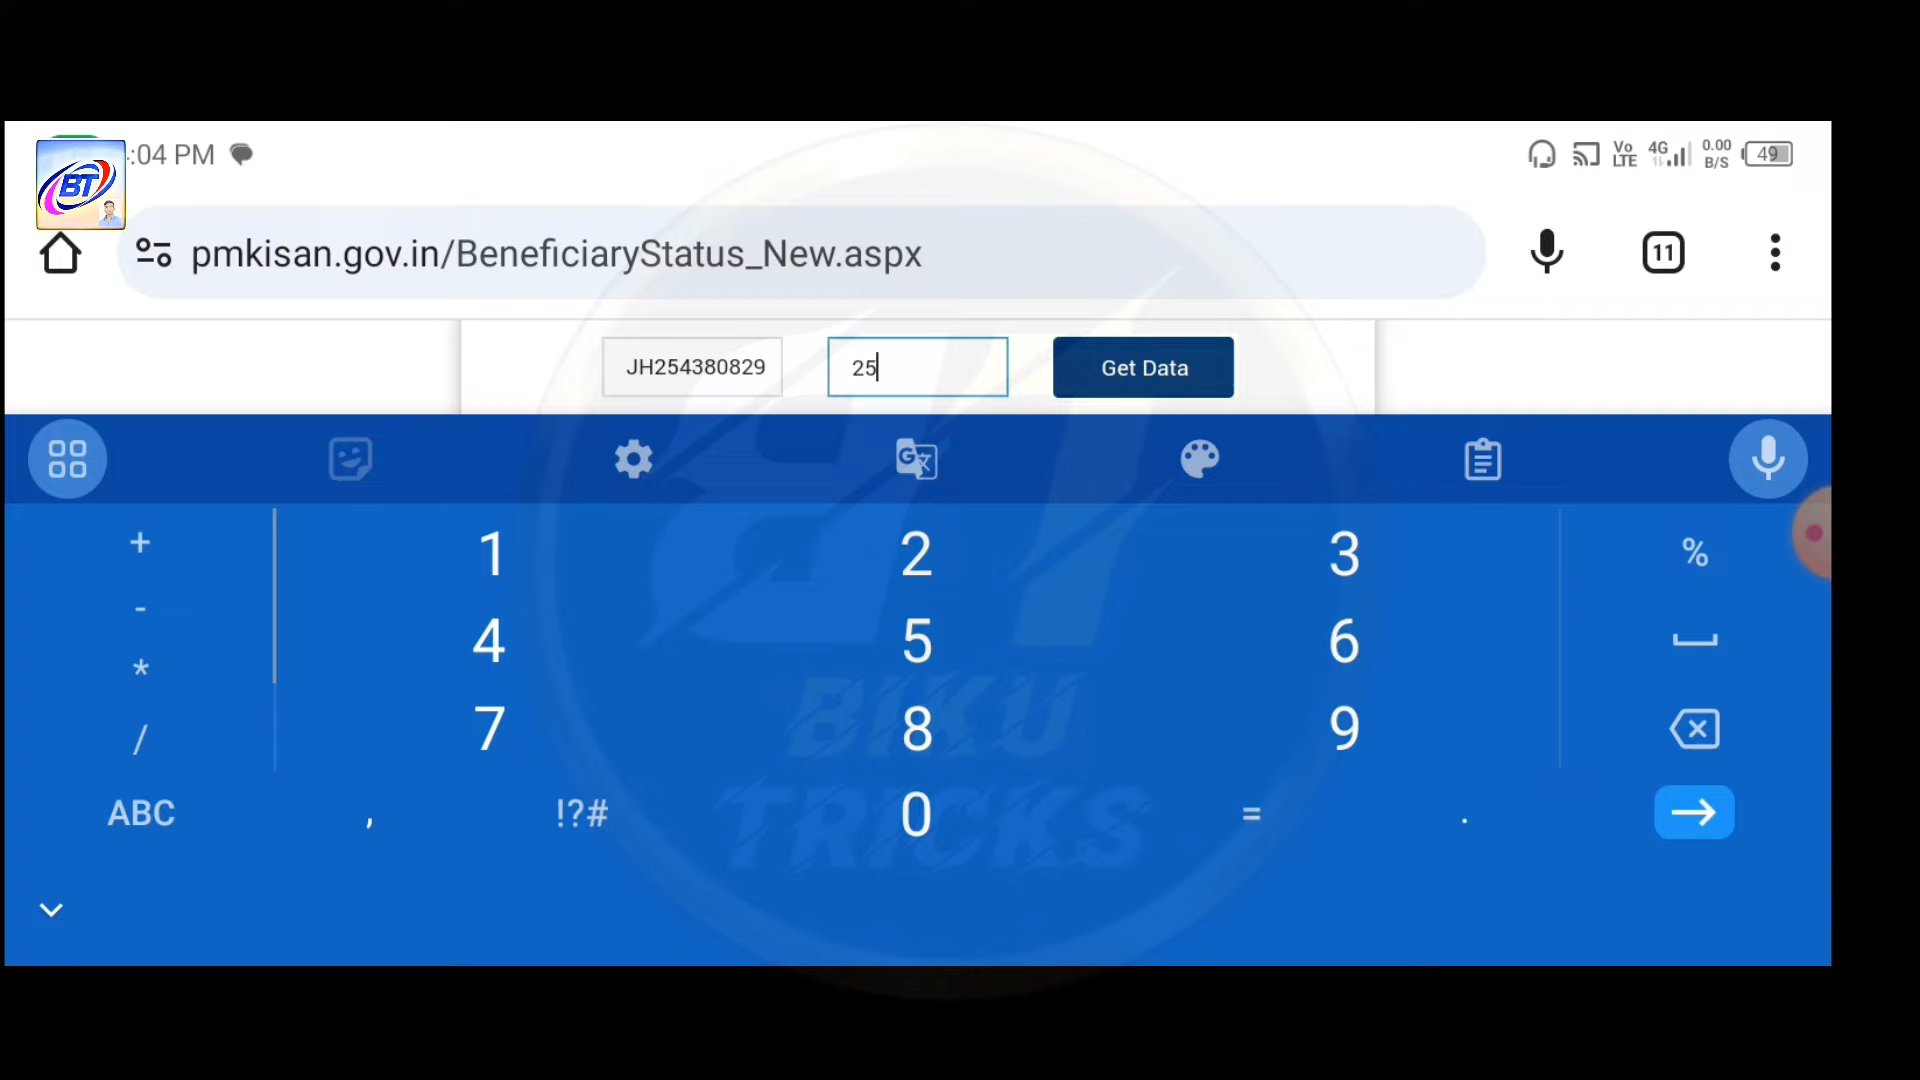 :04 PM
Vo
LTE
4G
0.00
B/S
49
BT
pmkisan.gov.in/BeneficiaryStatus_New.aspx
11
JH254380829
25
Get Data
G
+
1
2
3
%
-
4
5
6
*
7
8
9
/
BIKU
TRICKS
ABC
,
!?#
0
=
.